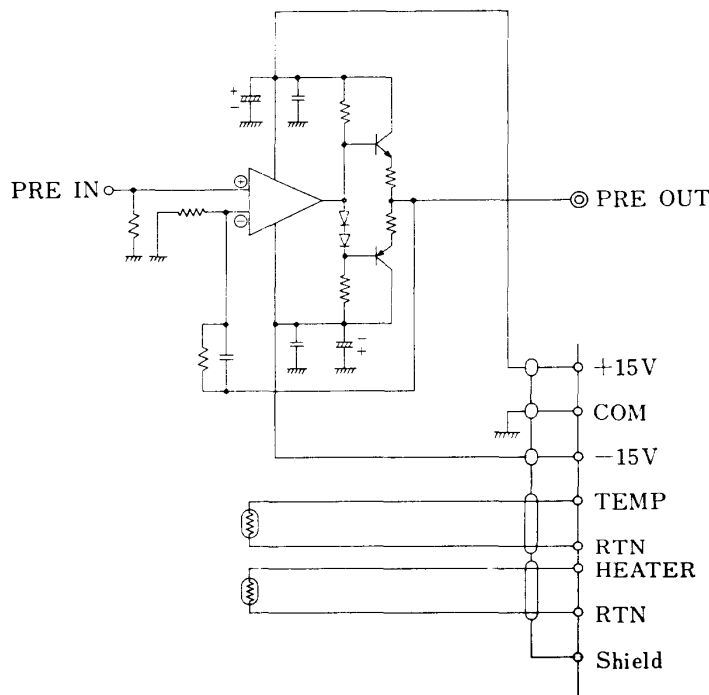 PRE IN
⊕
⊖
PRE OUT
+
−
+ −
+15V
COM
−15V
TEMP
RTN
HEATER
RTN
Shield